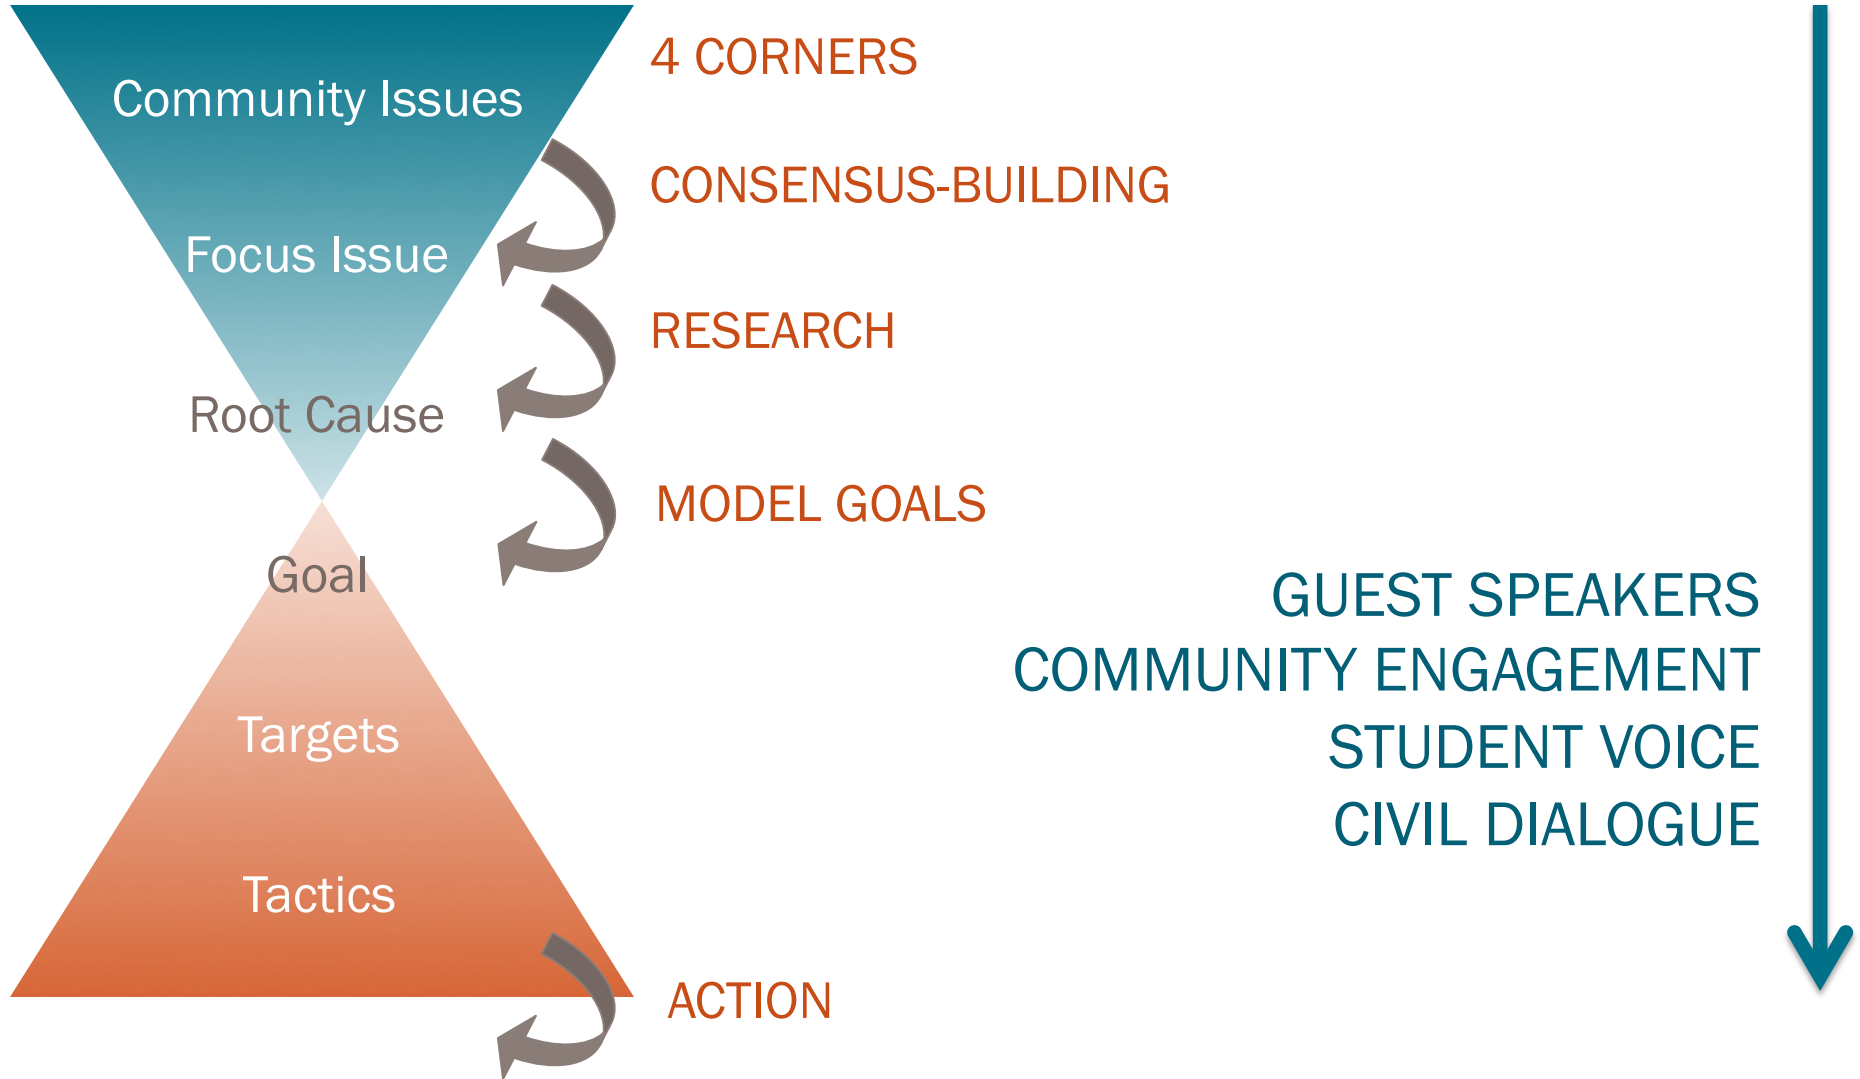 4 CORNERS
Community Issues
CONSENSUS-BUILDING
Focus Issue
RESEARCH
Root Cause
MODEL GOALS
Goal
GUEST SPEAKERS
COMMUNITY ENGAGEMENT
Targets
STUDENT VOICE
CIVIL DIALOGUE
Tactics
ACTION